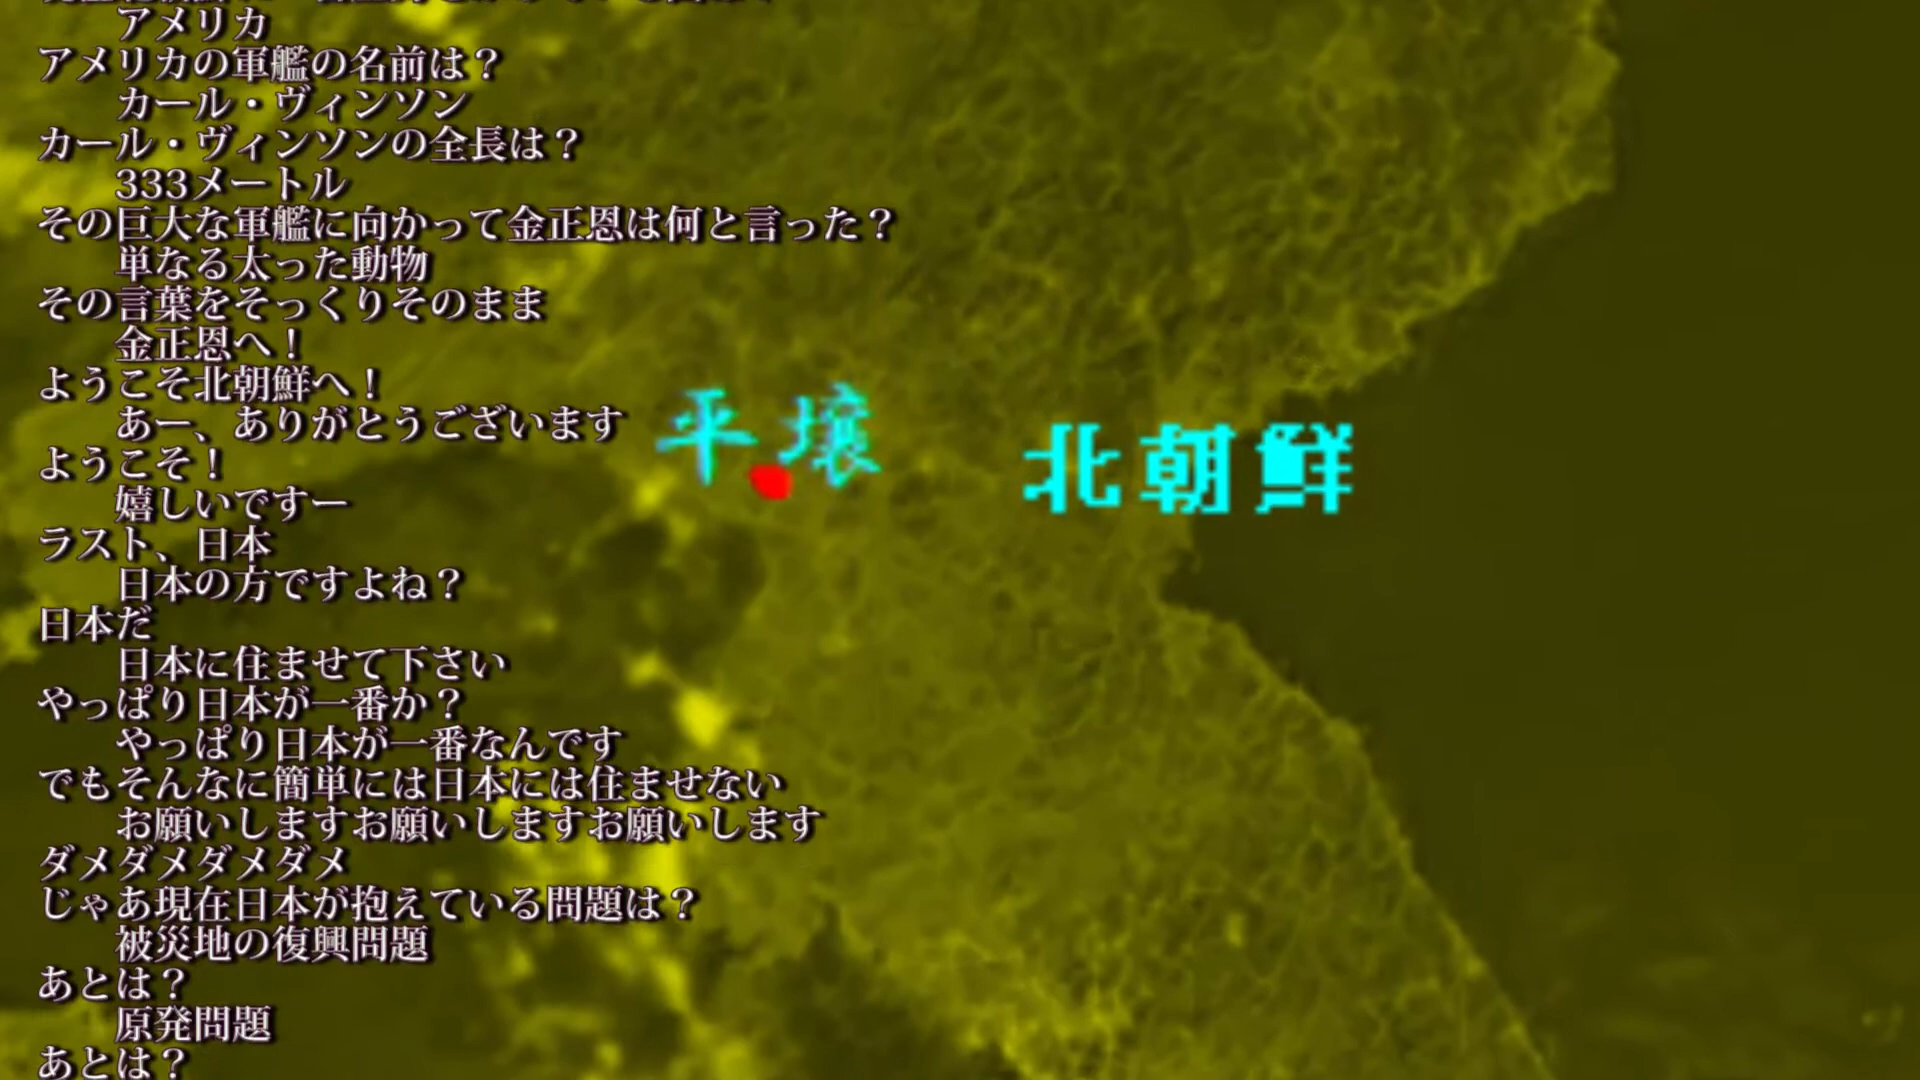 アメリカ
アメリカの軍艦の名前は？
カール・ヴィンソン
カール・ヴィンソンの全長は？
333メートル
その巨大な軍艦に向かって金正恩は何と言った？
単なる太った動物
その言葉をそっくりそのまま
金正恩へ！
ようこそ北朝鮮へ！
あー、ありがとうございます
ようこそ！
嬉しいですー
ラスト、日本
日本の方ですよね？
日本だ
日本に住ませて下さい
やっぱり日本が一番か？
やっぱり日本が一番なんです
でもそんなに簡単には日本には住ませない
お願いしますお願いしますお願いします
ダメダメダメダメ
じゃあ現在日本が抱えている問題は？
被災地の復興問題
あとは？
原発問題
あとは？
平壌
北朝鮮